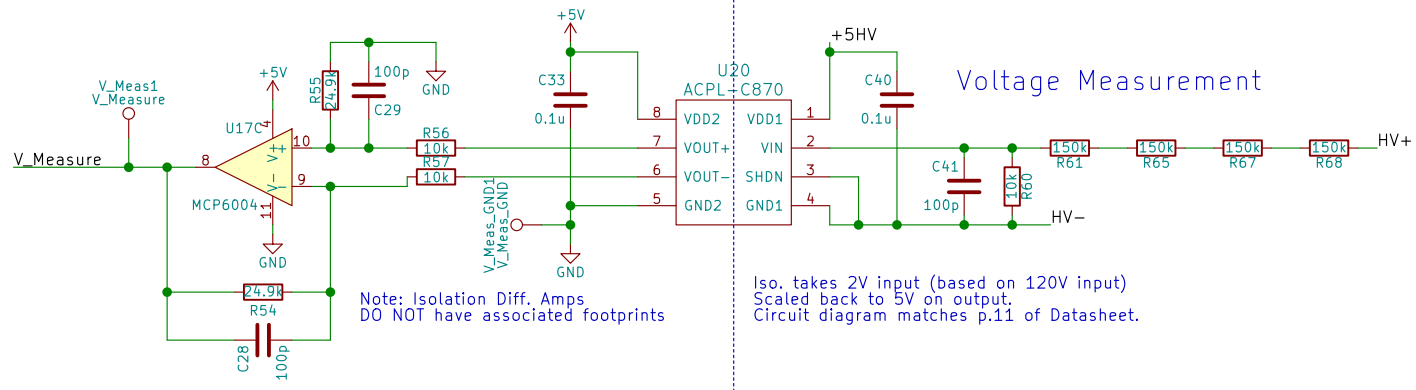 +5V
+5HV
U20
ACPL-C870
Voltage Measurement
C33
0.1u
C40
0.1u
+5V
R55
24.9k
100p
C29
GND
V_Meas1
V_Measure
U17C
4
10
V+
9
V-
8
11
MCP6004
GND
V_Measure
R56
10k
R57
10k
8
VDD2
7
VOUT+
6
VOUT-
5
GND2
VDD1
1
VIN
2
SHDN
3
GND1
4
C41
100p
10k
R60
150k
R61
150k
R65
150k
R67
150k
R68
HV+
HV-
V_Meas_GND1
V_Meas_GND
GND
24.9k
R54
C28
100p
Note: Isolation Diff. Amps
DO NOT have associated footprints
Iso. takes 2V input (based on 120V input)
Scaled back to 5V on output.
Circuit diagram matches p.11 of Datasheet.